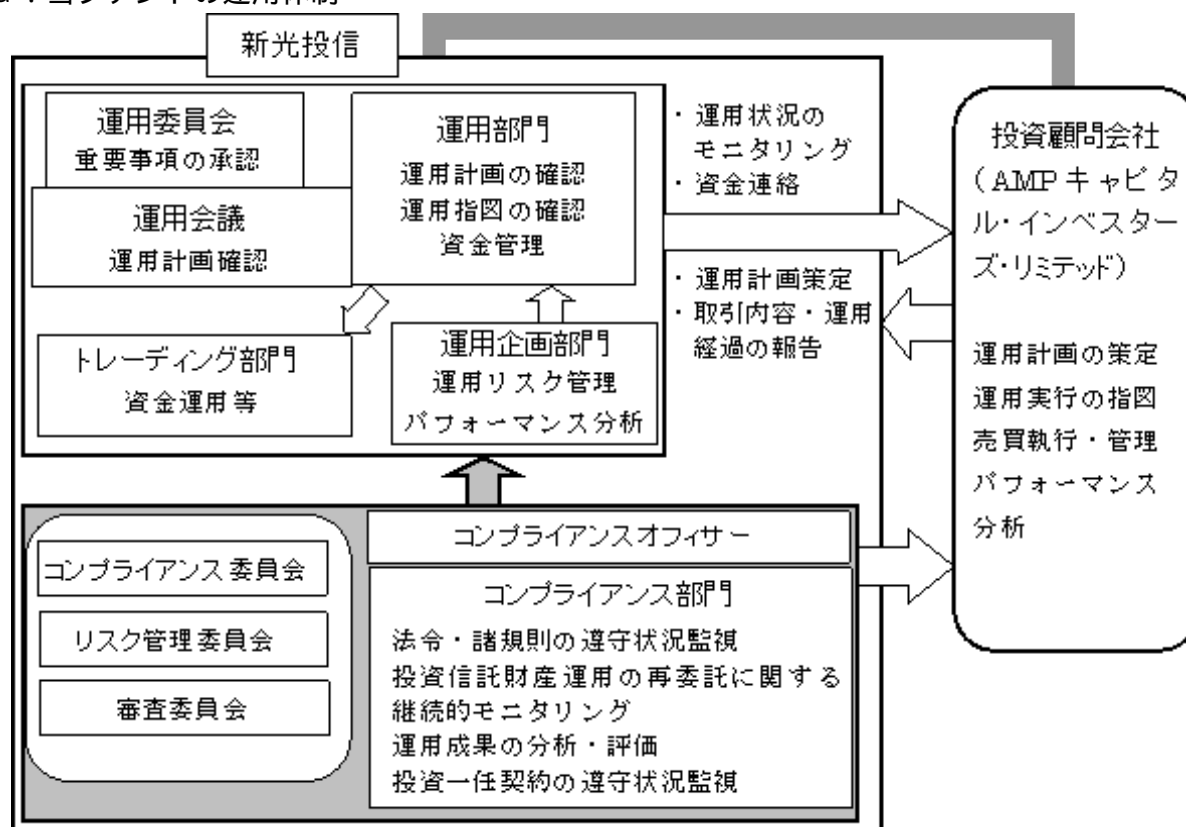 当ファンドの運用体制
新光投信
運用委員会
重要事項の承認
運用会議
運用計画確認
運用部門
運用計画の確認
運用指図の確認
資金管理
トレーディング部門
資金運用等
運用企画部門
運用リスク管理
パフォーマンス分析
・運用状況の
モニタリング
・資金連絡
・運用計画策定
・取引内容・運用
経過の報告
投資顧問会社
(AMPキャピタ
ル・インベスター
ズ・リミテッド)
運用計画の策定
運用実行の指図
売買執行・管理
パフォーマンス
分析
コンプライアンス委員会
リスク管理委員会
審査委員会
コンプライアンスオフィサー
コンプライアンス部門
法令・諸規則の遵守状況監視
投資信託財産運用の再委託に関する
継続的モニタリング
運用成果の分析・評価
投資一任契約の遵守状況監視